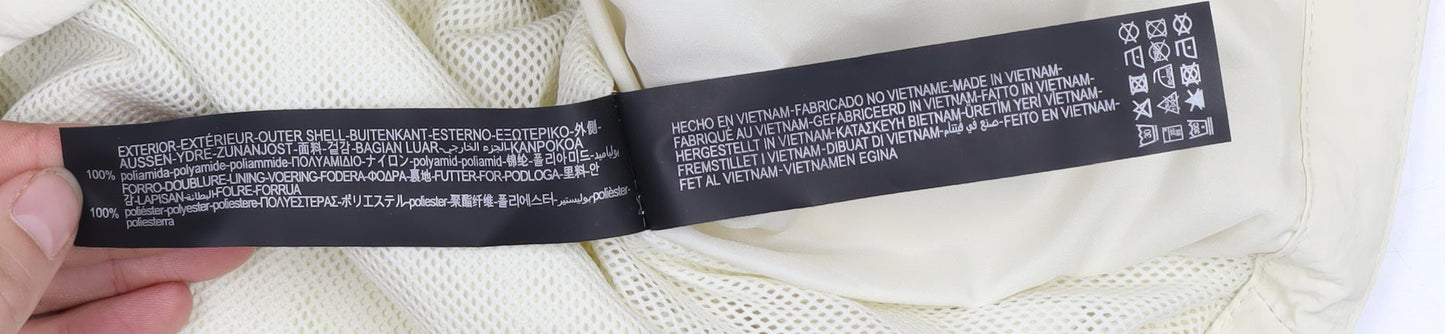 EXTERIOR-EXTÉRIEUR-OUTER SHELL-BUITENKANT-ESTERNO-ΕΞΩΤΕΡΙΚΟ-外側-
AUSSEN-YDRE-ZUNANJOST-面料-겉감-BAGIAN LUAR-الجزء الخارجي-KANPOKOA
100% poliamida-polyamide-poliammide-ΠΟΛΥΑΜΙΔΙΟ-ナイロン-polyamid-poliamid-锦纶-폴리아미드-بولياميد
FORRO-DOUBLURE-LINING-VOERING-FODERA-ΦΟΔΡΑ-裏地-FUTTER-FOR-PODLOGA-里料-안
감-LAPISAN-البطانة-FOLRE-FORRUA
100% poliéster-polyester-poliestere-ΠΟΛΥΕΣΤΕΡΑΣ-ポリエステル-poliester-聚酯纤维-폴리에스터-بوليستير-polièster-
poliesterra
HECHO EN VIETNAM-FABRICADO NO VIETNAME-MADE IN VIETNAM-
FABRIQUÉ AU VIETNAM-GEFABRICEERD IN VIETNAM-FATTO IN VIETNAM-
HERGESTELLT IN VIETNAM-ΚΑΤΑΣΚΕΥΗ ΒΙΕΤΝΑΜ-ÜRETİM YERİ VIETNAM-
FREMSTILLET I VIETNAM-DIBUAT DI VIETNAM-صنع في فيتنام-FEITO EN VIETNAM-
FET AL VIETNAM-VIETNAMEN EGINA